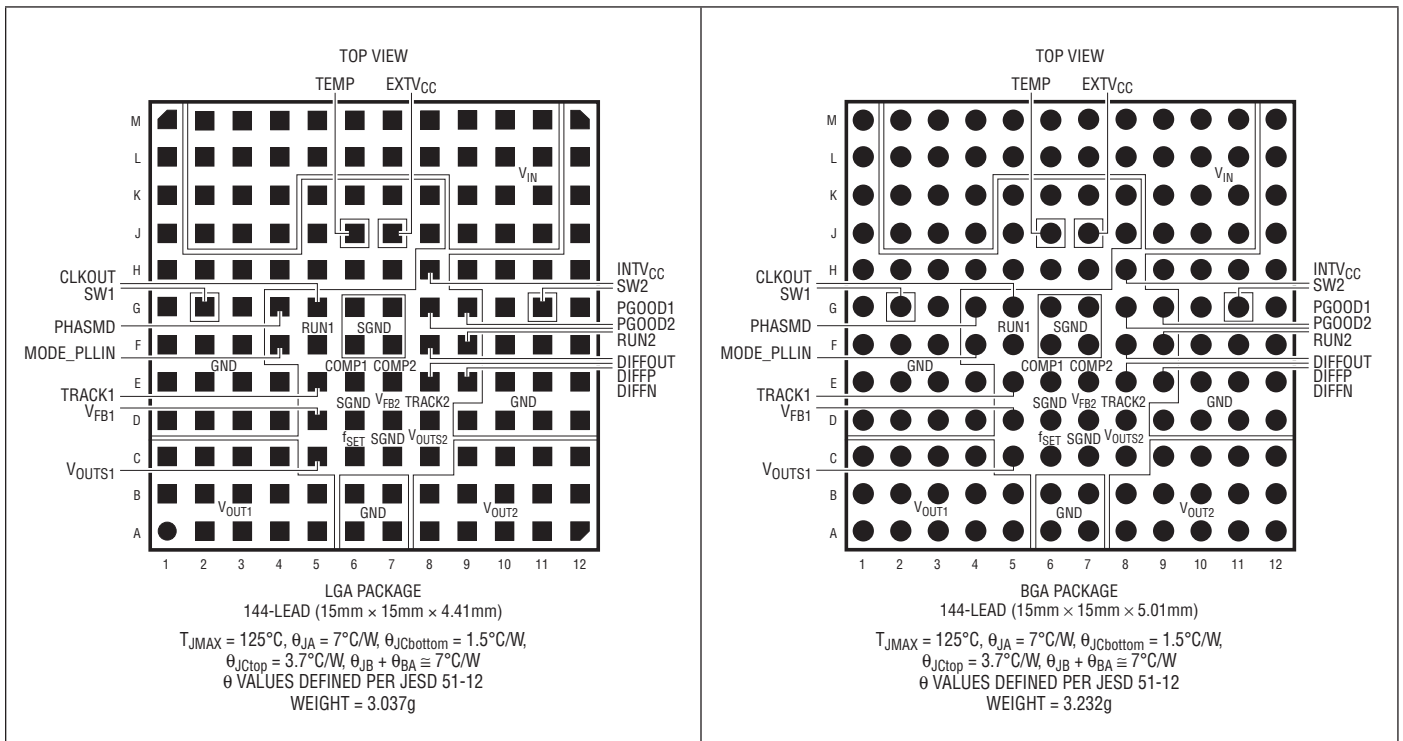 TOP VIEW
TEMP EXTVCC
M
L
VIN
K
J
H
CLKOUT INTVCC
SW1 SW2
G PGOOD1
PHASMD RUN1 SGND PGOOD2
F RUN2
MODE_PLLIN
GND COMP1 COMP2 DIFFOUT
E DIFFP
TRACK1 DIFFN
SGND VFB2 TRACK2 GND
VFB1
D
fSET SGND VOUTS2
C
VOUTS1
B
VOUT1 GND VOUT2
A
1 2 3 4 5 6 7 8 9 10 11 12
LGA PACKAGE
144-LEAD (15mm × 15mm × 4.41mm)
TJMAX = 125°C, θJA = 7°C/W, θJCbottom = 1.5°C/W,
θJCtop = 3.7°C/W, θJB + θBA ≅ 7°C/W
θ VALUES DEFINED PER JESD 51-12
WEIGHT = 3.037g
TOP VIEW
TEMP EXTVCC
M
L
VIN
K
J
H
CLKOUT INTVCC
SW1 SW2
G PGOOD1
PHASMD RUN1 SGND PGOOD2
F RUN2
MODE_PLLIN
GND COMP1 COMP2 DIFFOUT
E DIFFP
TRACK1 DIFFN
SGND VFB2 TRACK2 GND
VFB1
D
fSET SGND VOUTS2
C
VOUTS1
B
VOUT1 GND VOUT2
A
1 2 3 4 5 6 7 8 9 10 11 12
BGA PACKAGE
144-LEAD (15mm × 15mm × 5.01mm)
TJMAX = 125°C, θJA = 7°C/W, θJCbottom = 1.5°C/W,
θJCtop = 3.7°C/W, θJB + θBA ≅ 7°C/W
θ VALUES DEFINED PER JESD 51-12
WEIGHT = 3.232g